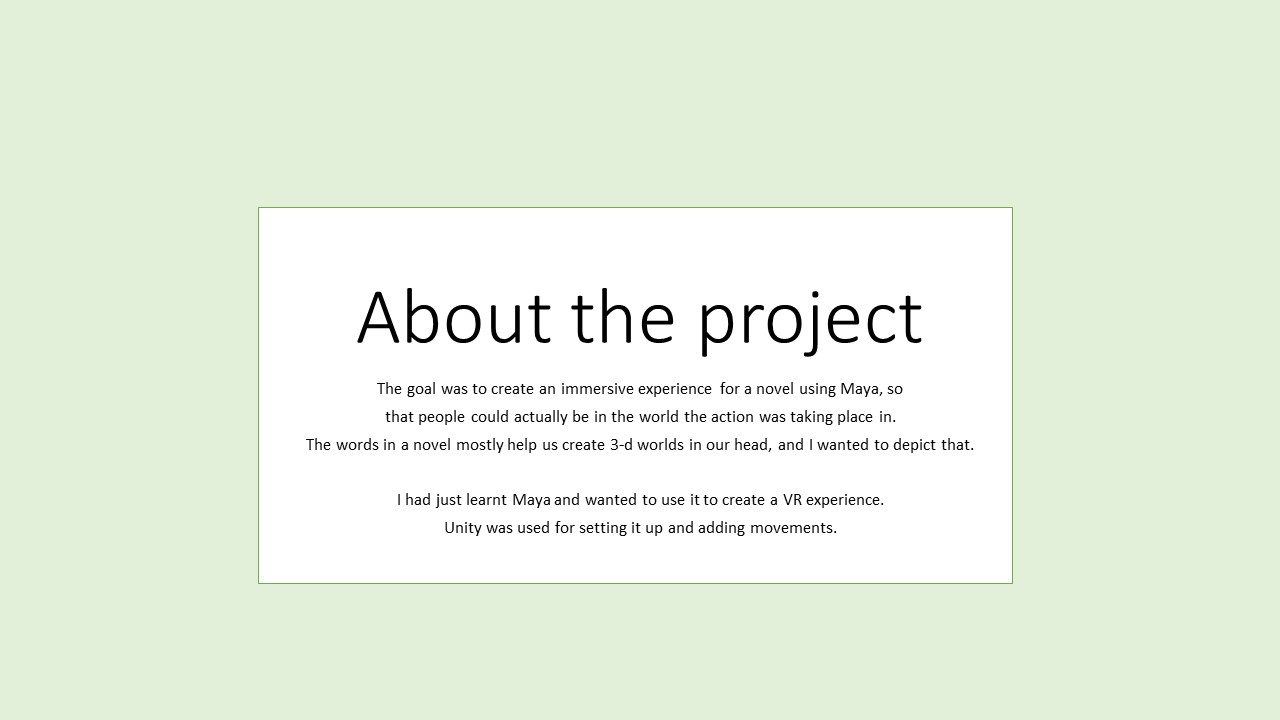 About the project
The goal was to create an immersive experience for a novel using Maya, so
that people could actually be in the world the action was taking place in.
The words in a novel mostly help us create 3-d worlds in our head, and I wanted to depict that.
I had just learnt Maya and wanted to use it to create a VR experience.
Unity was used for setting it up and adding movements.